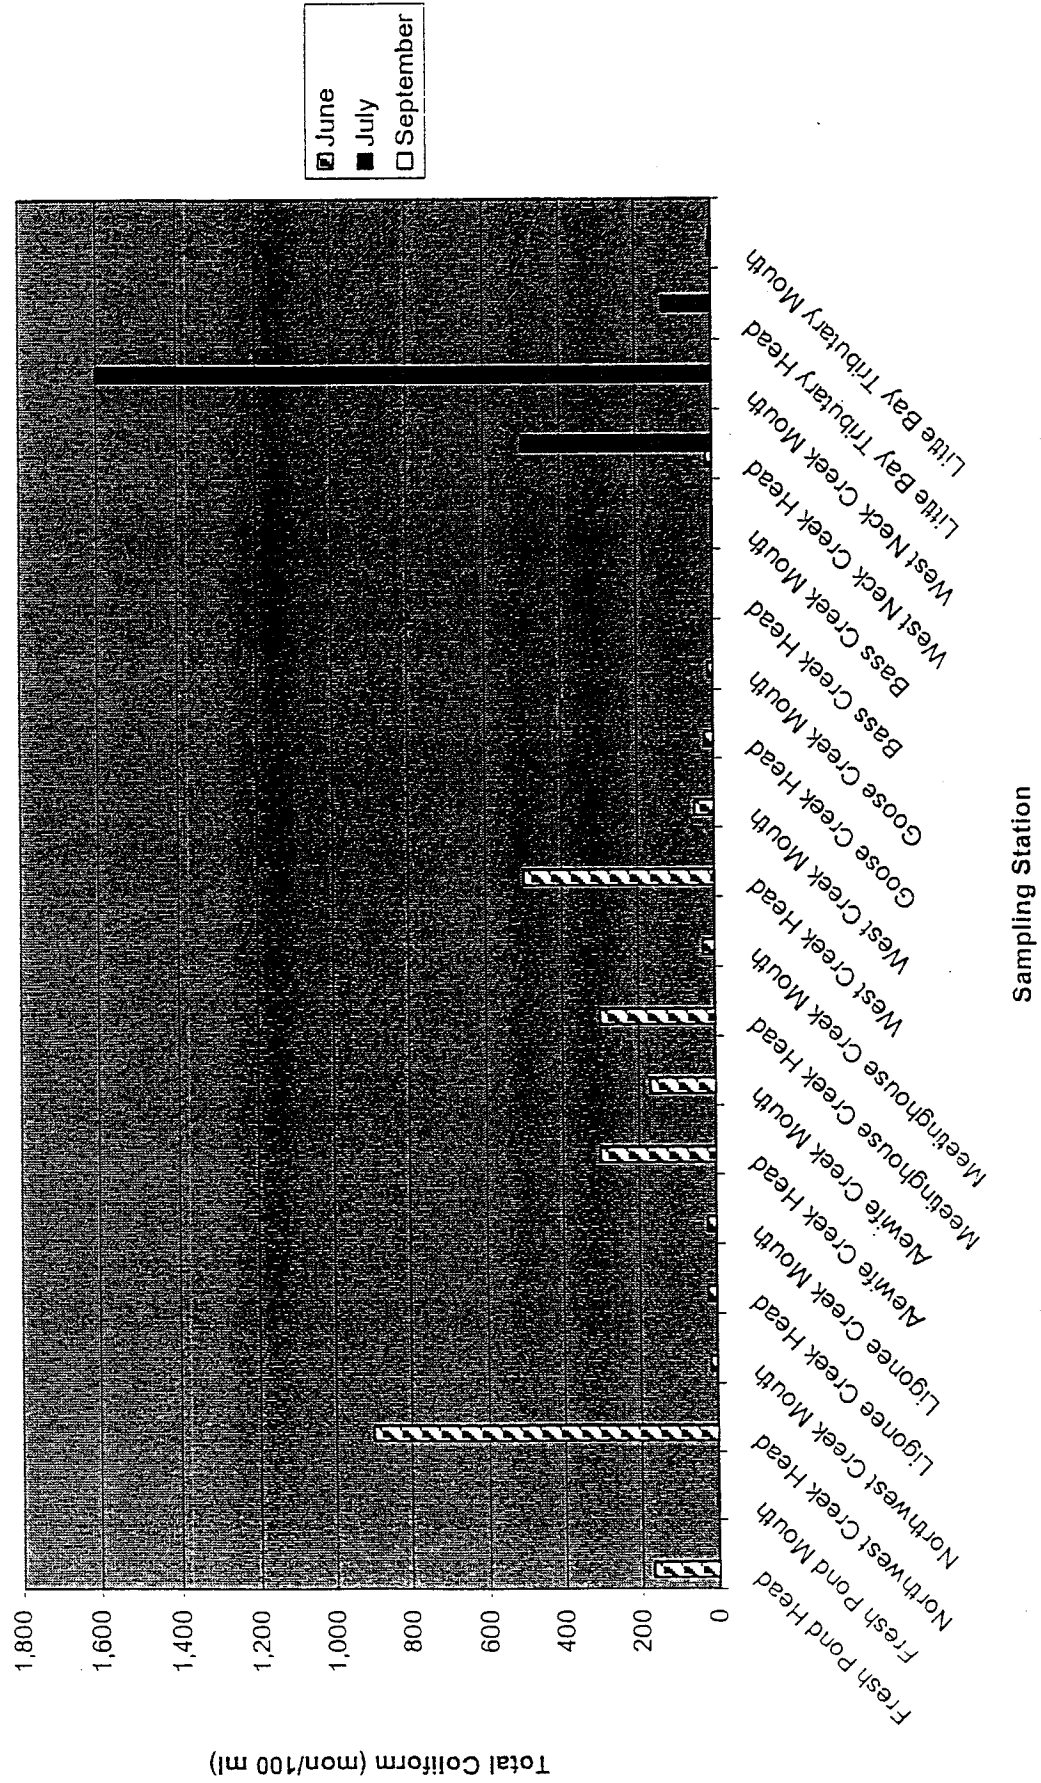 Total Coliform (mon/100 ml)
1,800
1,600
1,400
1,200
1,000
800
600
400
200
0
Fresh Pond Head
Fresh Pond Mouth
Northwest Creek Head
Northwest Creek Mouth
Ligonee Creek Head
Ligonee Creek Mouth
Alewife Creek Head
Alewife Creek Mouth
Meetinghouse Creek Head
Meetinghouse Creek Mouth
West Creek Head
West Creek Mouth
Goose Creek Head
Goose Creek Mouth
Bass Creek Head
Bass Creek Mouth
West Neck Creek Head
West Neck Creek Mouth
Little Bay Tributary Head
Little Bay Tributary Mouth
Sampling Station
June
July
September